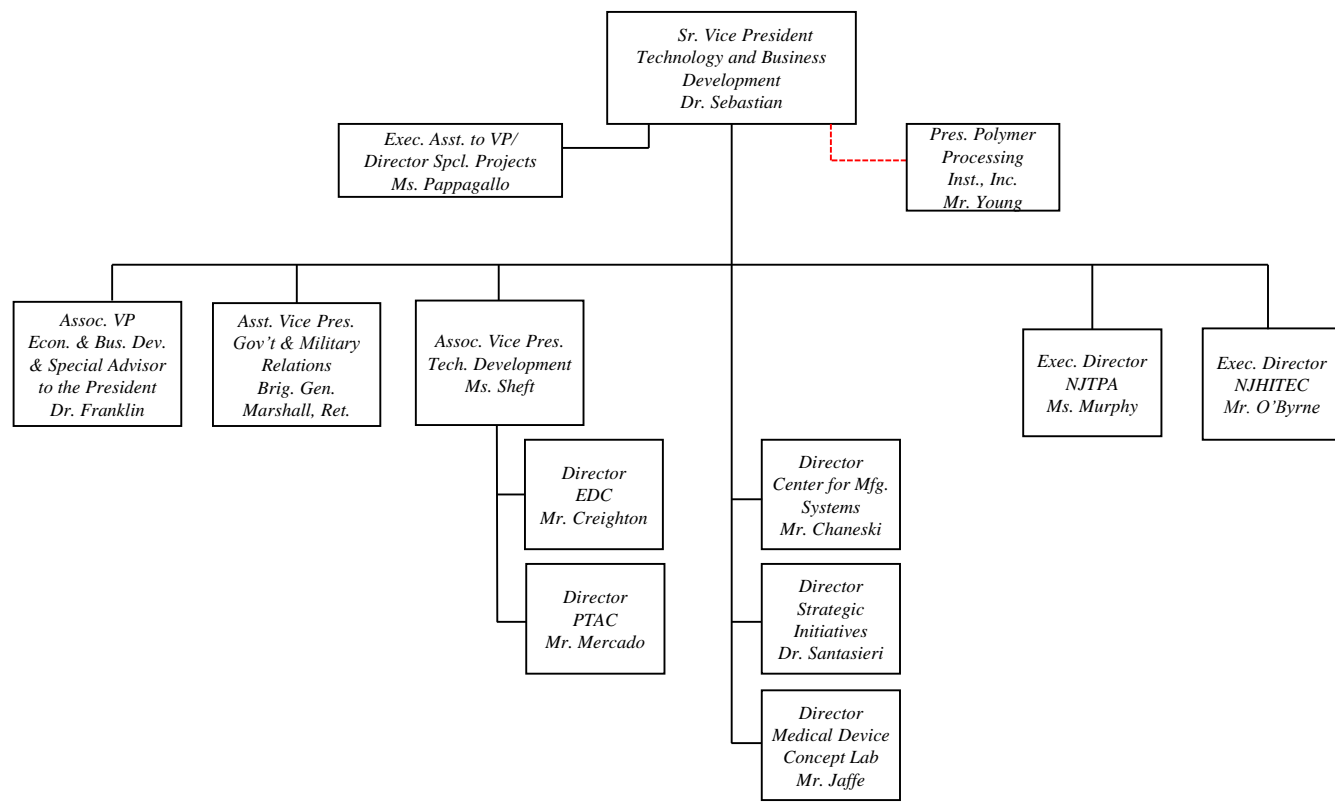 Sr. Vice President
Technology and Business
Development
Dr. Sebastian
Exec. Asst. to VP/
Director Spcl. Projects
Ms. Pappagallo
Pres. Polymer
Processing
Inst., Inc.
Mr. Young
Assoc. VP
Econ. & Bus. Dev.
& Special Advisor
to the President
Dr. Franklin
Asst. Vice Pres.
Gov’t & Military
Relations
Brig. Gen.
Marshall, Ret.
Assoc. Vice Pres.
Tech. Development
Ms. Sheft
Exec. Director
NJTPA
Ms. Murphy
Exec. Director
NJHITEC
Mr. O’Byrne
Director
EDC
Mr. Creighton
Director
PTAC
Mr. Mercado
Director
Center for Mfg.
Systems
Mr. Chaneski
Director
Strategic
Initiatives
Dr. Santasieri
Director
Medical Device
Concept Lab
Mr. Jaffe